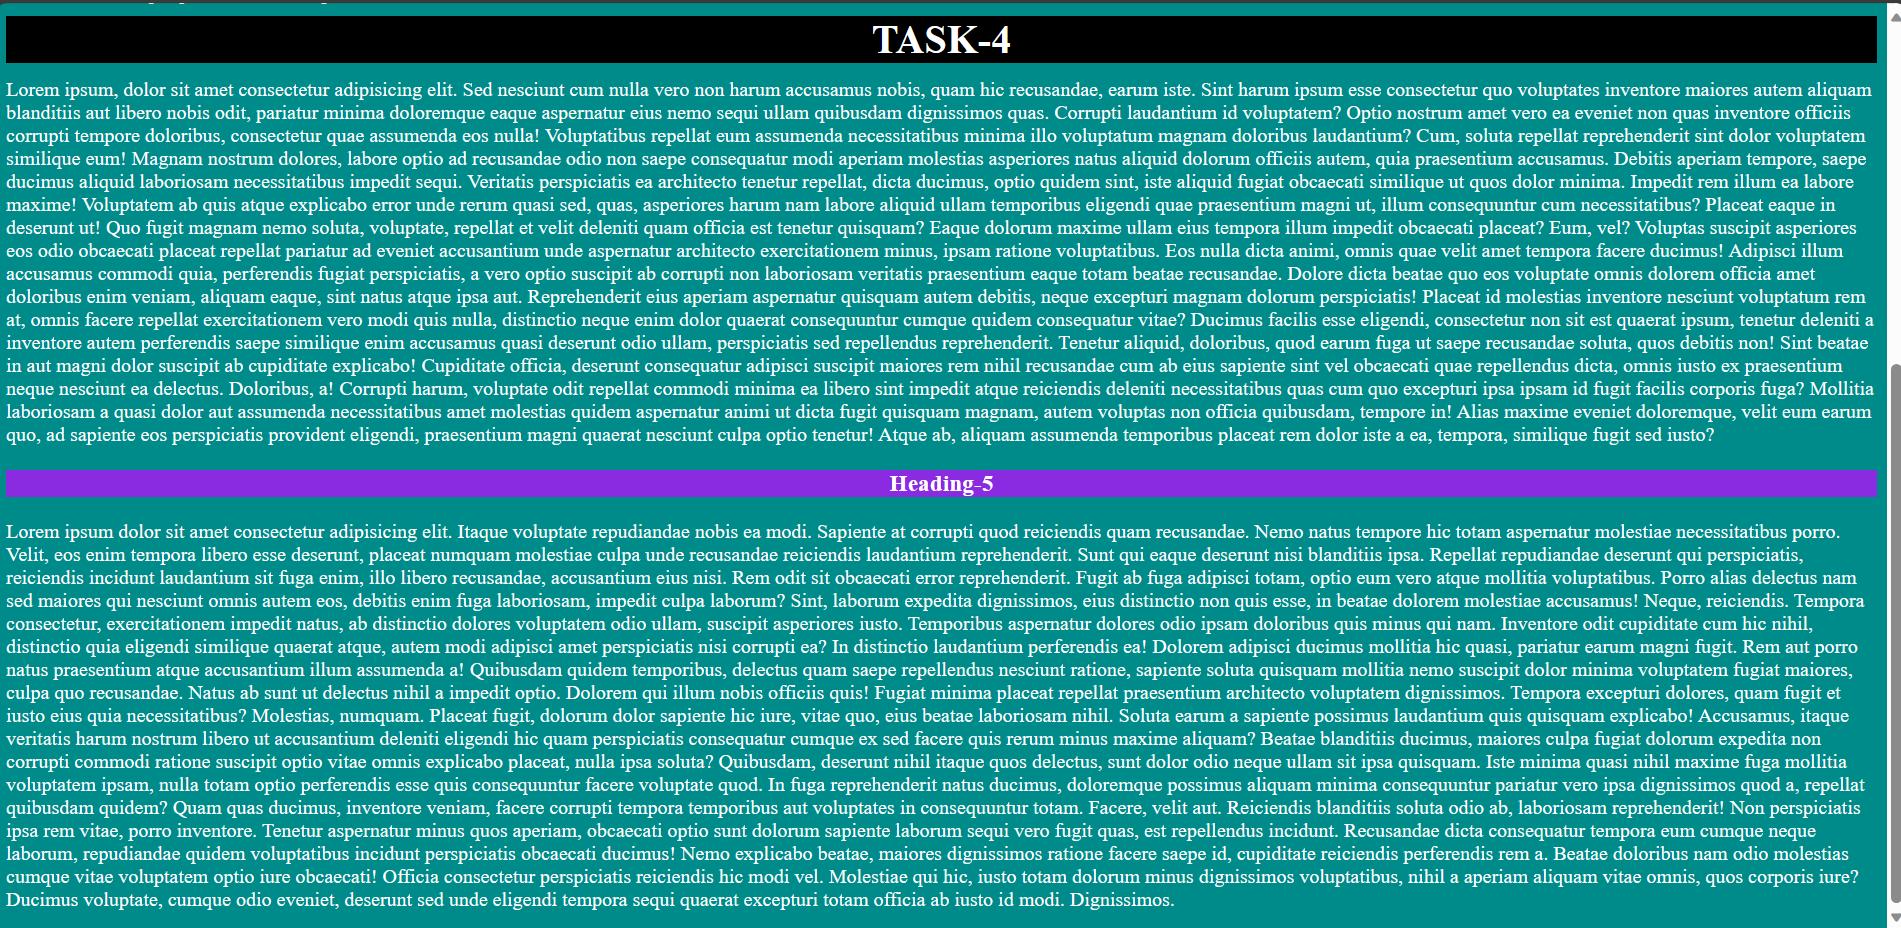 TASK-4
Lorem ipsum, dolor sit amet consectetur adipisicing elit. Sed nesciunt cum nulla vero non harum accusamus nobis, quam hic recusandae, earum iste. Sint harum ipsum esse consectetur quo voluptates inventore maiores autem aliquam
blanditiis aut libero nobis odit, pariatur minima doloremque eaque aspernatur eius nemo sequi ullam quibusdam dignissimos quas. Corrupti laudantium id voluptatem? Optio nostrum amet vero ea eveniet non quas inventore officiis
corrupti tempore doloribus, consectetur quae assumenda eos nulla! Voluptatibus repellat eum assumenda necessitatibus minima illo voluptatum magnam doloribus laudantium? Cum, soluta repellat reprehenderit sint dolor voluptatem
similique eum! Magnam nostrum dolores, labore optio ad recusandae odio non saepe consequatur modi aperiam molestias asperiores natus aliquid dolorum officiis autem, quia praesentium accusamus. Debitis aperiam tempore, saepe
ducimus aliquid laboriosam necessitatibus impedit sequi. Veritatis perspiciatis ea architecto tenetur repellat, dicta ducimus, optio quidem sint, iste aliquid fugiat obcaecati similique ut quos dolor minima. Impedit rem illum ea labore
maxime! Voluptatem ab quis atque explicabo error unde rerum quasi sed, quas, asperiores harum nam labore aliquid ullam temporibus eligendi quae praesentium magni ut, illum consequuntur cum necessitatibus? Placeat eaque in
deserunt ut! Quo fugit magnam nemo soluta, voluptate, repellat et velit deleniti quam officia est tenetur quisquam? Eaque dolorum maxime ullam eius tempora illum impedit obcaecati placeat? Eum, vel? Voluptas suscipit asperiores
eos odio obcaecati placeat repellat pariatur ad eveniet accusantium unde aspernatur architecto exercitationem minus, ipsam ratione voluptatibus. Eos nulla dicta animi, omnis quae velit amet tempora facere ducimus! Adipisci illum
accusamus commodi quia, perferendis fugiat perspiciatis, a vero optio suscipit ab corrupti non laboriosam veritatis praesentium eaque totam beatae recusandae. Dolore dicta beatae quo eos voluptate omnis dolorem officia amet
doloribus enim veniam, aliquam eaque, sint natus atque ipsa aut. Reprehenderit eius aperiam aspernatur quisquam autem debitis, neque excepturi magnam dolorum perspiciatis! Placeat id molestias inventore nesciunt voluptatum rem
at, omnis facere repellat exercitationem vero modi quis nulla, distinctio neque enim dolor quaerat consequuntur cumque quidem consequatur vitae? Ducimus facilis esse eligendi, consectetur non sit est quaerat ipsum, tenetur deleniti a
inventore autem perferendis saepe similique enim accusamus quasi deserunt odio ullam, perspiciatis sed repellendus reprehenderit. Tenetur aliquid, doloribus, quod earum fuga ut saepe recusandae soluta, quos debitis non! Sint beatae
in aut magni dolor suscipit ab cupiditate explicabo! Cupiditate officia, deserunt consequatur adipisci suscipit maiores rem nihil recusandae cum ab eius sapiente sint vel obcaecati quae repellendus dicta, omnis iusto ex praesentium
neque nesciunt ea delectus. Doloribus, a! Corrupti harum, voluptate odit repellat commodi minima ea libero sint impedit atque reiciendis deleniti necessitatibus quas cum quo excepturi ipsa ipsam id fugit facilis corporis fuga? Mollitia
laboriosam a quasi dolor aut assumenda necessitatibus amet molestias quidem aspernatur animi ut dicta fugit quisquam magnam, autem voluptas non officia quibusdam, tempore in! Alias maxime eveniet doloremque, velit eum earum
quo, ad sapiente eos perspiciatis provident eligendi, praesentium magni quaerat nesciunt culpa optio tenetur! Atque ab, aliquam assumenda temporibus placeat rem dolor iste a ea, tempora, similique fugit sed iusto?
Heading-5
Lorem ipsum dolor sit amet consectetur adipisicing elit. Itaque voluptate repudiandae nobis ea modi. Sapiente at corrupti quod reiciendis quam recusandae. Nemo natus tempore hic totam aspernatur molestiae necessitatibus porro.
Velit, eos enim tempora libero esse deserunt, placeat numquam molestiae culpa unde recusandae reiciendis laudantium reprehenderit. Sunt qui eaque deserunt nisi blanditiis ipsa. Repellat repudiandae deserunt qui perspiciatis,
reiciendis incidunt laudantium sit fuga enim, illo libero recusandae, accusantium eius nisi. Rem odit sit obcaecati error reprehenderit. Fugit ab fuga adipisci totam, optio eum vero atque mollitia voluptatibus. Porro alias delectus nam
sed maiores qui nesciunt omnis autem eos, debitis enim fuga laboriosam, impedit culpa laborum? Sint, laborum expedita dignissimos, eius distinctio non quis esse, in beatae dolorem molestiae accusamus! Neque, reiciendis. Tempora
consectetur, exercitationem impedit natus, ab distinctio dolores voluptatem odio ullam, suscipit asperiores iusto. Temporibus aspernatur dolores odio ipsam doloribus quis minus qui nam. Inventore odit cupiditate cum hic nihil,
distinctio quia eligendi similique quaerat atque, autem modi adipisci amet perspiciatis nisi corrupti ea? In distinctio laudantium perferendis ea! Dolorem adipisci ducimus mollitia hic quasi, pariatur earum magni fugit. Rem aut porro
natus praesentium atque accusantium illum assumenda a! Quibusdam quidem temporibus, delectus quam saepe repellendus nesciunt ratione, sapiente soluta quisquam mollitia nemo suscipit dolor minima voluptatem fugiat maiores,
culpa quo recusandae. Natus ab sunt ut delectus nihil a impedit optio. Dolorem qui illum nobis officiis quis! Fugiat minima placeat repellat praesentium architecto voluptatem dignissimos. Tempora excepturi dolores, quam fugit et
iusto eius quia necessitatibus? Molestias, numquam. Placeat fugit, dolorum dolor sapiente hic iure, vitae quo, eius beatae laboriosam nihil. Soluta earum a sapiente possimus laudantium quis quisquam explicabo! Accusamus, itaque
veritatis harum nostrum libero ut accusantium deleniti eligendi hic quam perspiciatis consequatur cumque ex sed facere quis rerum minus maxime aliquam? Beatae blanditiis ducimus, maiores culpa fugiat dolorum expedita non
corrupti commodi ratione suscipit optio vitae omnis explicabo placeat, nulla ipsa soluta? Quibusdam, deserunt nihil itaque quos delectus, sunt dolor odio neque ullam sit ipsa quisquam. Iste minima quasi nihil maxime fuga mollitia
voluptatem ipsam, nulla totam optio perferendis esse quis consequuntur facere voluptate quod. In fuga reprehenderit natus ducimus, doloremque possimus aliquam minima consequuntur pariatur vero ipsa dignissimos quod a, repellat
quibusdam quidem? Quam quas ducimus, inventore veniam, facere corrupti tempora temporibus aut voluptates in consequuntur totam. Facere, velit aut. Reiciendis blanditiis soluta odio ab, laboriosam reprehenderit! Non perspiciatis
ipsa rem vitae, porro inventore. Tenetur aspernatur minus quos aperiam, obcaecati optio sunt dolorum sapiente laborum sequi vero fugit quas, est repellendus incidunt. Recusandae dicta consequatur tempora eum cumque neque
laborum, repudiandae quidem voluptatibus incidunt perspiciatis obcaecati ducimus! Nemo explicabo beatae, maiores dignissimos ratione facere saepe id, cupiditate reiciendis perferendis rem a. Beatae doloribus nam odio molestias
cumque vitae voluptatem optio iure obcaecati! Officia consectetur perspiciatis reiciendis hic modi vel. Molestiae qui hic, iusto totam dolorum minus dignissimos voluptatibus, nihil a aperiam aliquam vitae omnis, quos corporis iure?
Ducimus voluptate, cumque odio eveniet, deserunt sed unde eligendi tempora sequi quaerat excepturi totam officia ab iusto id modi. Dignissimos.